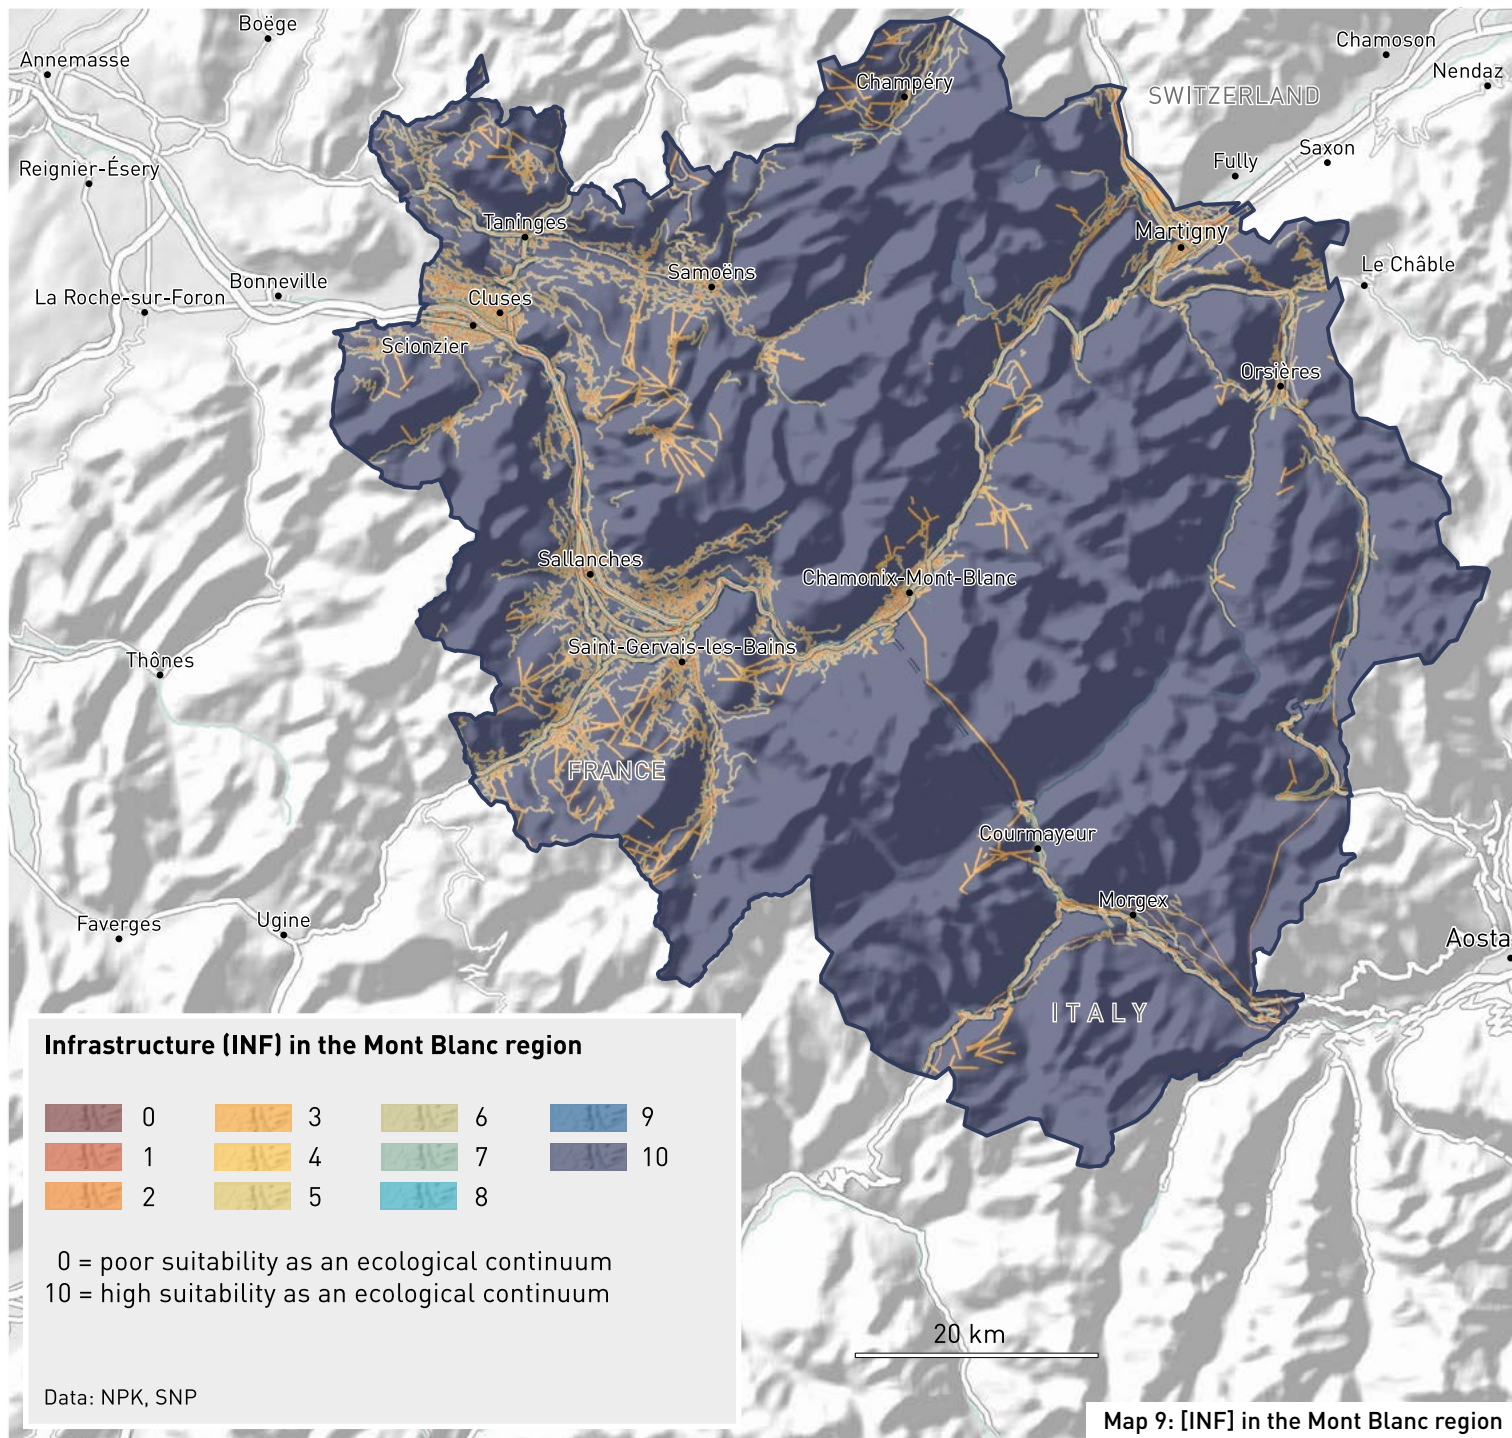 Boëge
Annemasse
Chamoson
Nendaz
Champéry
SWITZERLAND
Saxon
Fully
Reignier-Ésery
Taninges
Martigny
Samoëns
Le Châble
Bonneville
La Roche-sur-Foron
Cluses
Scionzier
Orsières
Sallanches
Chamonix-Mont-Blanc
Saint-Gervais-les-Bains
Thônes
FRANCE
Courmayeur
Morgex
Faverges
Ugine
Aosta
ITALY
Infrastructure (INF) in the Mont Blanc region
0 3 6 9
1 4 7 10
2 5 8
0 = poor suitability as an ecological continuum
10 = high suitability as an ecological continuum
20 km
Data: NPK, SNP
Map 9: [INF] in the Mont Blanc region